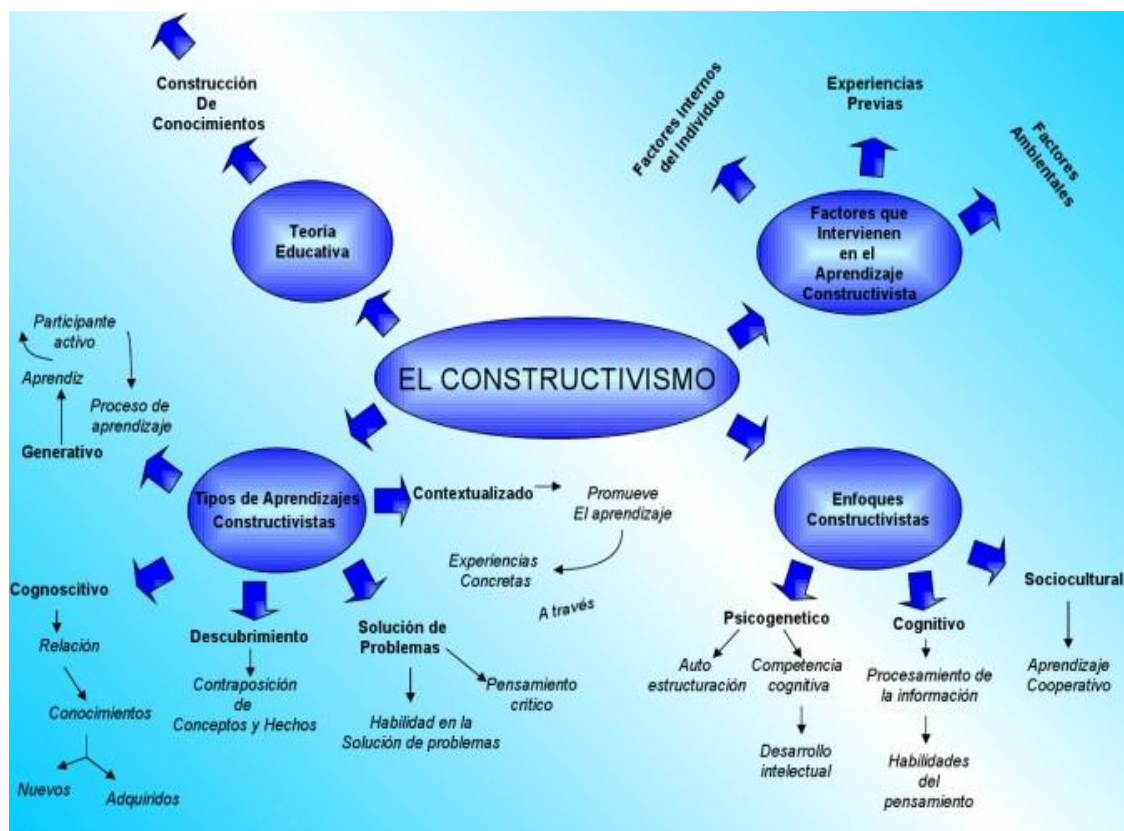 Construcción
De
Conocimientos
Teoría
Educativa
Factores Internos
del Individuo
Experiencias
Previas
Factores
Ambientales
Factores que
Intervienen
en el
Aprendizaje
Constructivista
EL CONSTRUCTIVISMO
Participante
activo
Aprendiz
Proceso de
aprendizaje
Generativo
Tipos de Aprendizajes
Constructivistas
Contextualizado
Promueve
El aprendizaje
Experiencias
Concretas
A través
Enfoques
Constructivistas
Cognoscitivo
Relación
Conocimientos
Nuevos
Adquiridos
Descubrimiento
Contraposición
de
Conceptos y Hechos
Solución de
Problemas
Pensamiento
critico
Habilidad en la
Solución de problemas
Psicogenetico
Auto
estructuración
Competencia
cognitiva
Desarrollo
intelectual
Cognitivo
Procesamiento de
la información
Habilidades
del
pensamiento
Sociocultural
Aprendizaje
Cooperativo